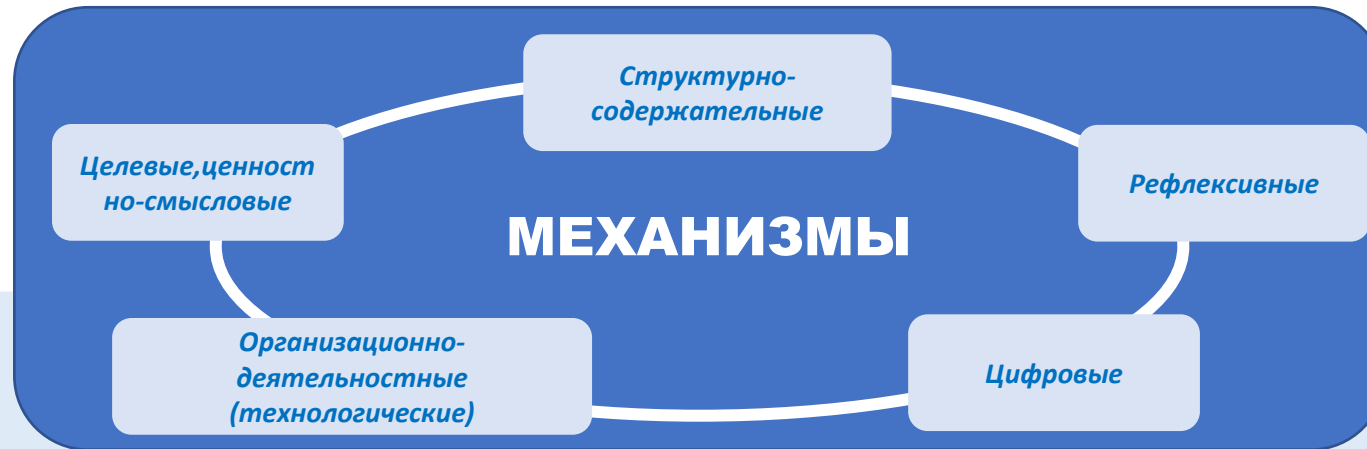 Структурно-
содержательные
Целевые,ценност
но-смысловые
Рефлексивные
МЕХАНИЗМЫ
Организационно-
деятельностные
(технологические)
Цифровые